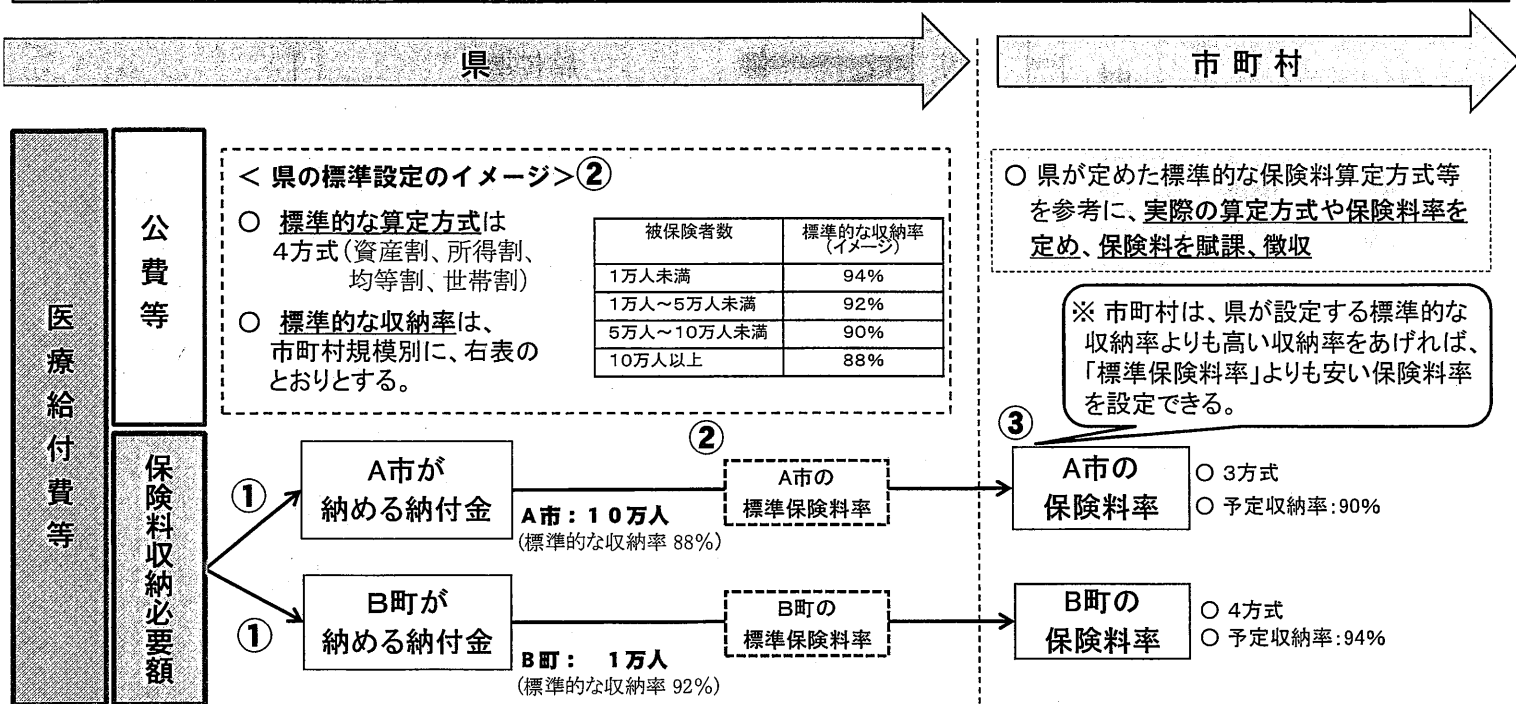 県
市町村
医療給付費等
公費等
保険料収納必要額
＜ 県の標準設定のイメージ＞②
○ 標準的な算定方式は
4方式（資産割、所得割、
均等割、世帯割）
○ 標準的な収納率は、
市町村規模別に、右表の
とおりとする。
被保険者数 標準的な収納率
（イメージ）
1万人未満 94%
1万人～5万人未満 92%
5万人～10万人未満 90%
10万人以上 88%
○ 県が定めた標準的な保険料算定方式等
を参考に、実際の算定方式や保険料率を
定め、保険料を賦課、徴収
※ 市町村は、県が設定する標準的な
収納率よりも高い収納率をあげれば、
「標準保険料率」よりも安い保険料率
を設定できる。
①
A市が
納める納付金
A市：１０万人
（標準的な収納率 88%）
②
A市の
標準保険料率
③
A市の
保険料率
○ 3方式
○ 予定収納率：90%
①
B町が
納める納付金
B町： 1万人
（標準的な収納率 92%）
B町の
標準保険料率
B町の
保険料率
○ 4方式
○ 予定収納率：94%